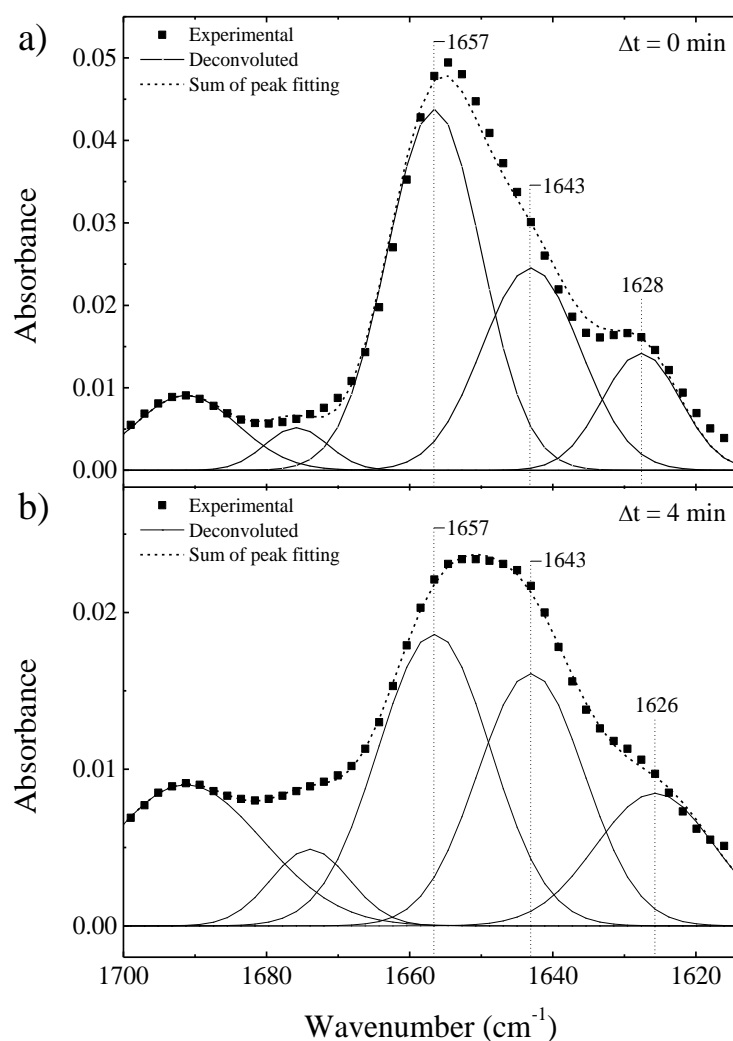 a)
Experimental
Deconvoluted
Sum of peak fitting
Δt = 0 min
1657
1643
1628
0.05
0.04
0.03
0.02
0.01
0.00
Absorbance
b)
Experimental
Deconvoluted
Sum of peak fitting
Δt = 4 min
1657
1643
1626
0.02
0.01
0.00
Absorbance
1700 1680 1660 1640 1620
Wavenumber (cm⁻¹)